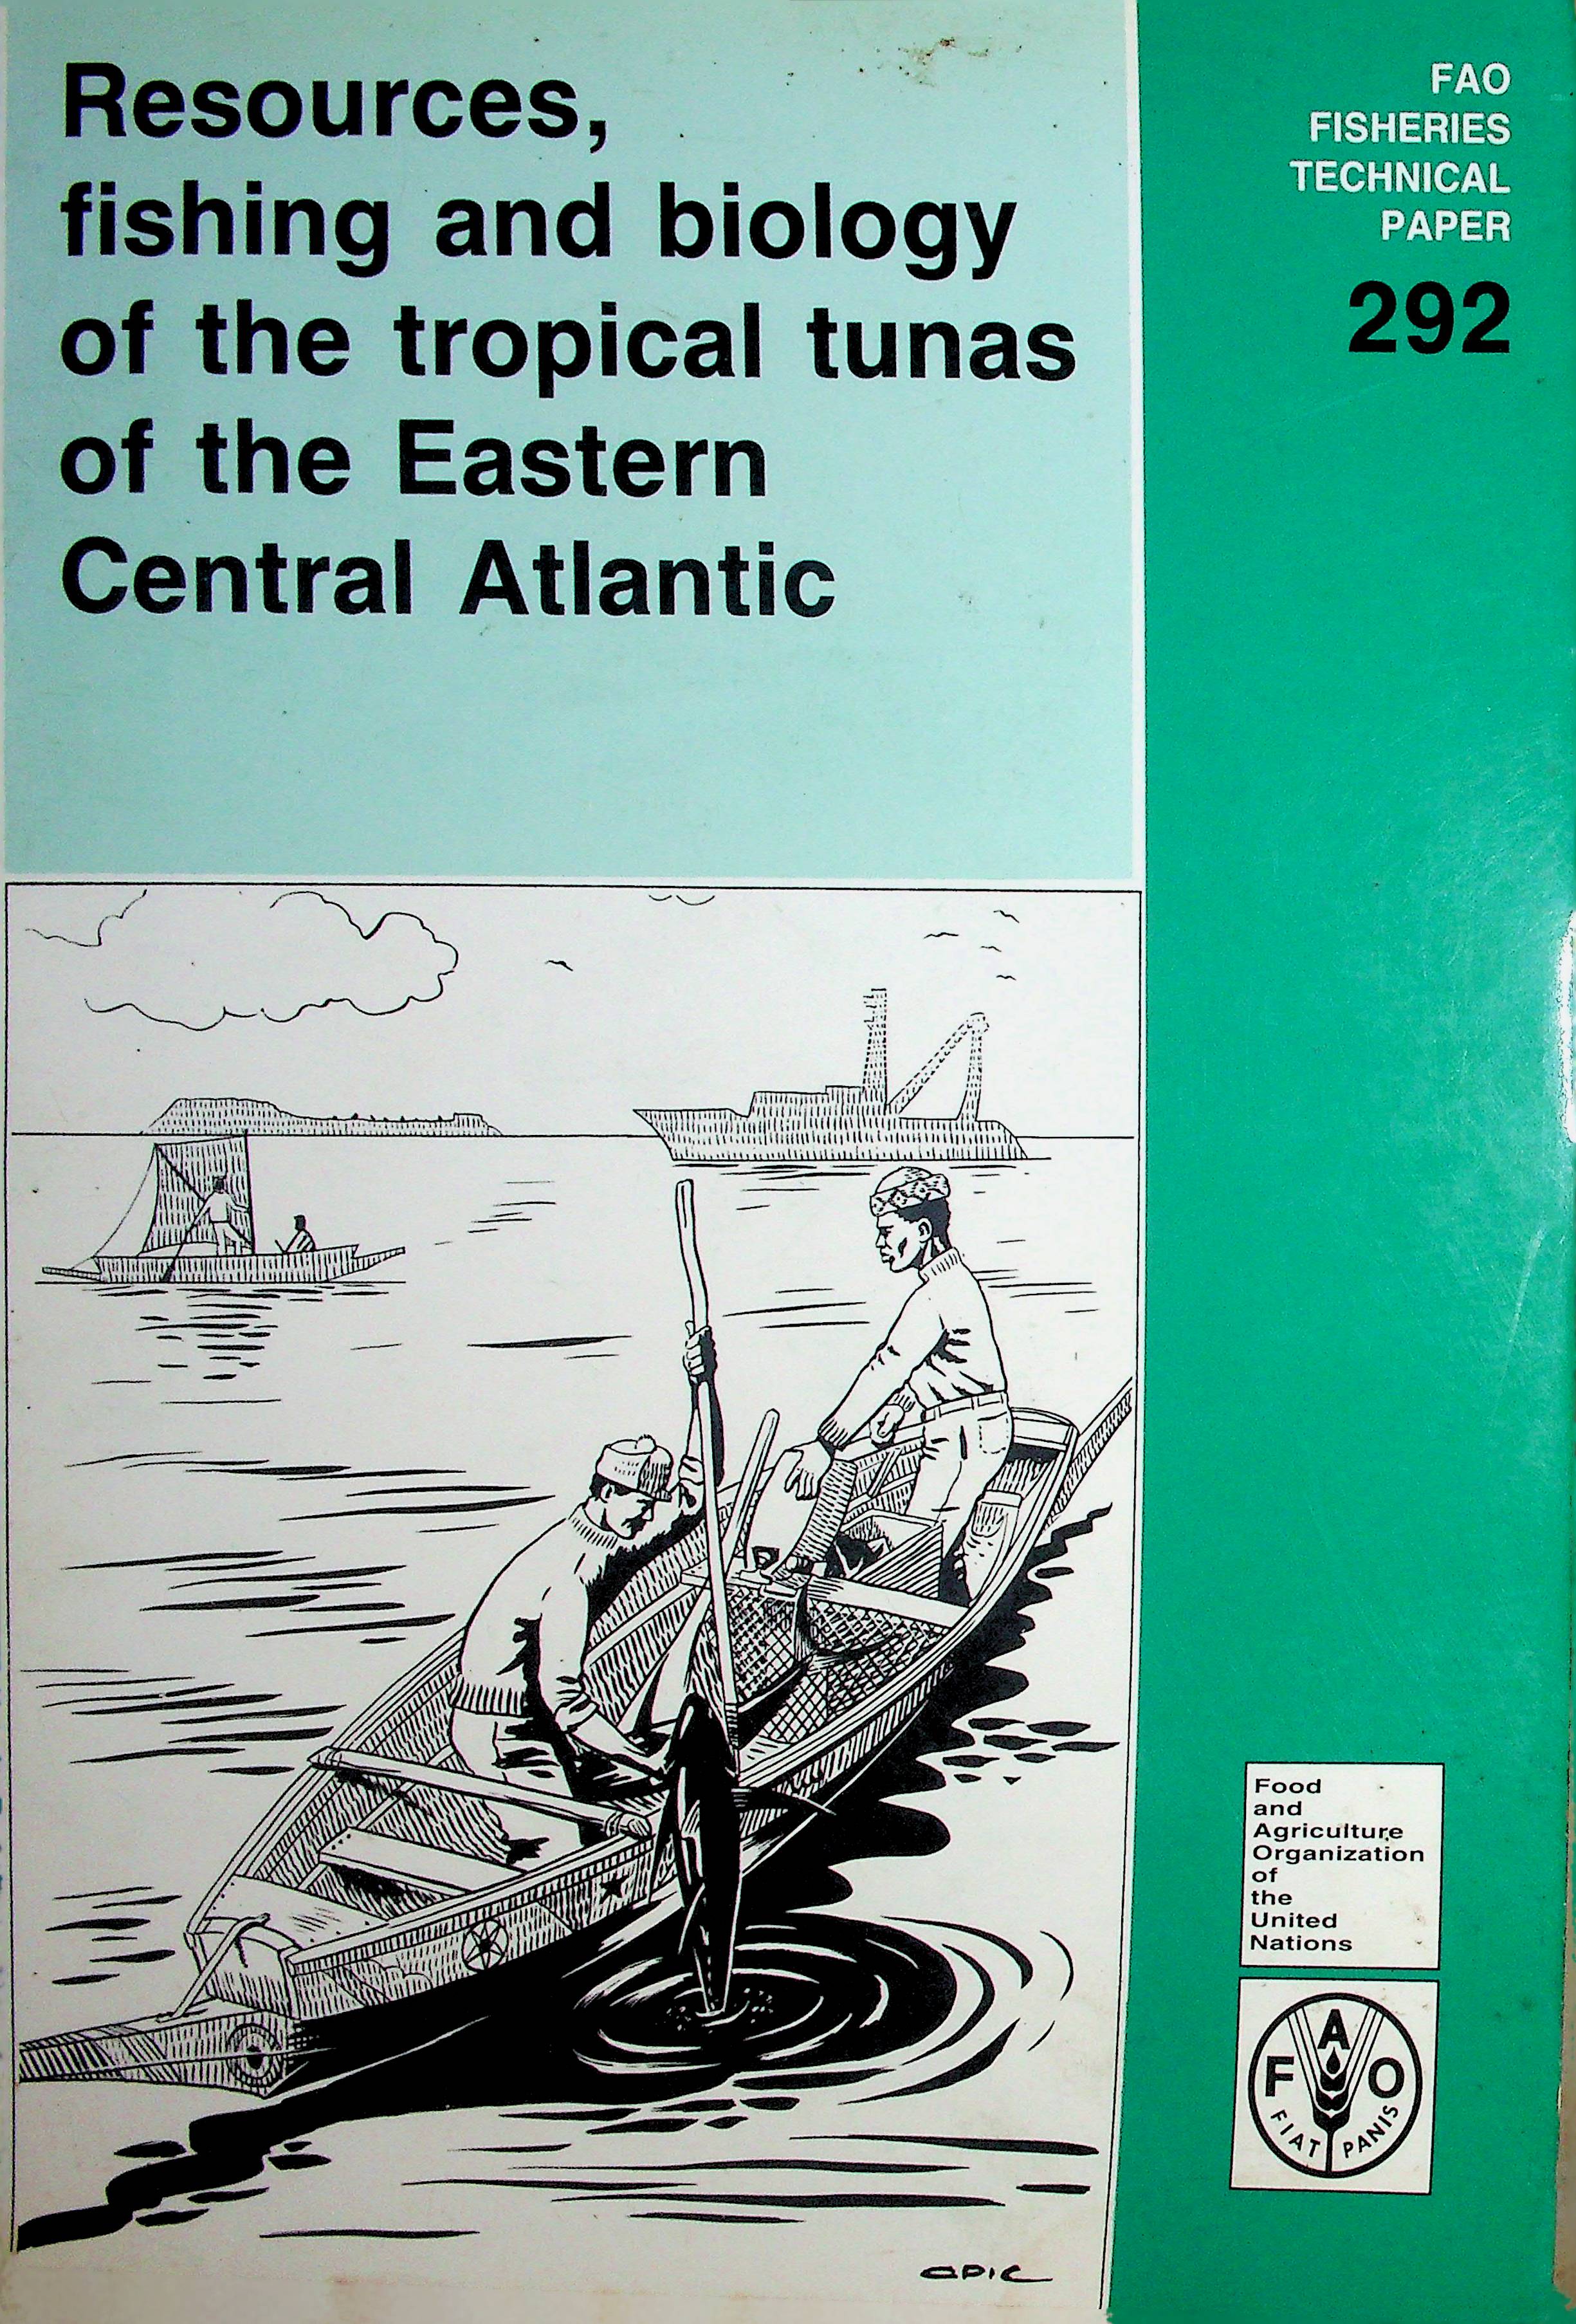 Resources,
fishing and biology
of the tropical tunas
of the Eastern
Central Atlantic
FAO
FISHERIES
TECHNICAL
PAPER
292
Food
and
Agriculture
Organization
of
the
United
Nations
F A O
FIAT PANIS